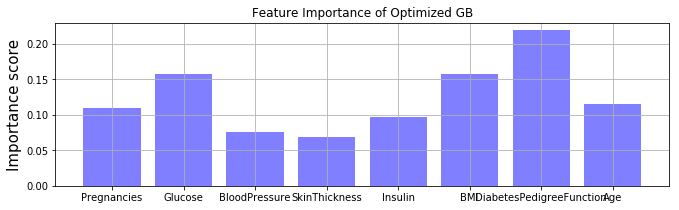 Feature Importance of Optimized GB
Importance score
0.20
0.15
0.10
0.05
0.00
Pregnancies Glucose BloodPressure SkinThickness Insulin BMI DiabetesPedigreeFunction Age